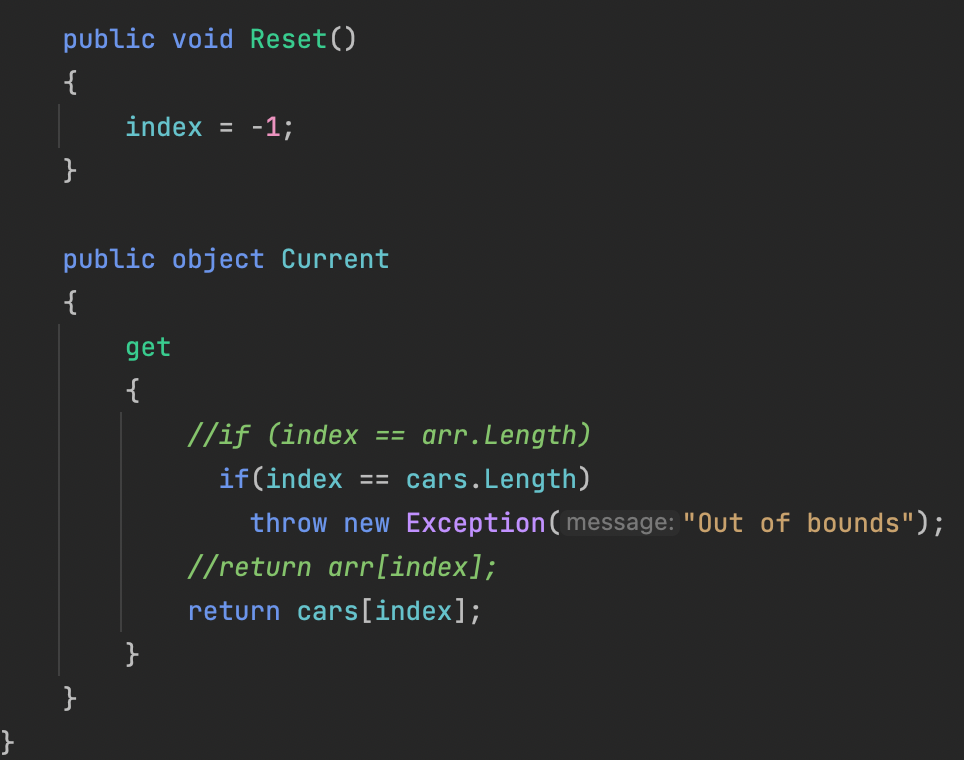 public void Reset()
{
index = -1;
}
public object Current
{
get
{
//if (index == arr.Length)
if(index == cars.Length)
throw new Exception(message:"Out of bounds");
//return arr[index];
return cars[index];
}
}
}